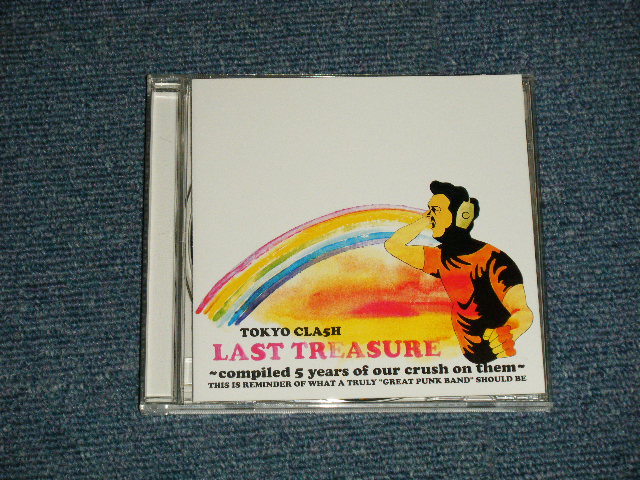 TOKYO CLA5H
LAST TREASURE
~compiled 5 years of our crush on them~
THIS IS REMINDER OF WHAT A TRULY "GREAT PUNK BAND" SHOULD BE